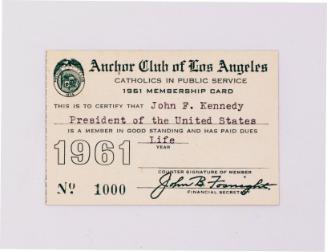 Anchor Club of Los Angeles
CATHOLICS IN PUBLIC SERVICE
1961 MEMBERSHIP CARD
THIS IS TO CERTIFY THAT John F. Kennedy
President of the United States
IS A MEMBER IN GOOD STANDING AND HAS PAID DUES
Life
YEAR
1961
COUNTER SIGNATURE OF MEMBER
No. 1000
John B
FINANCIAL SECRETARY